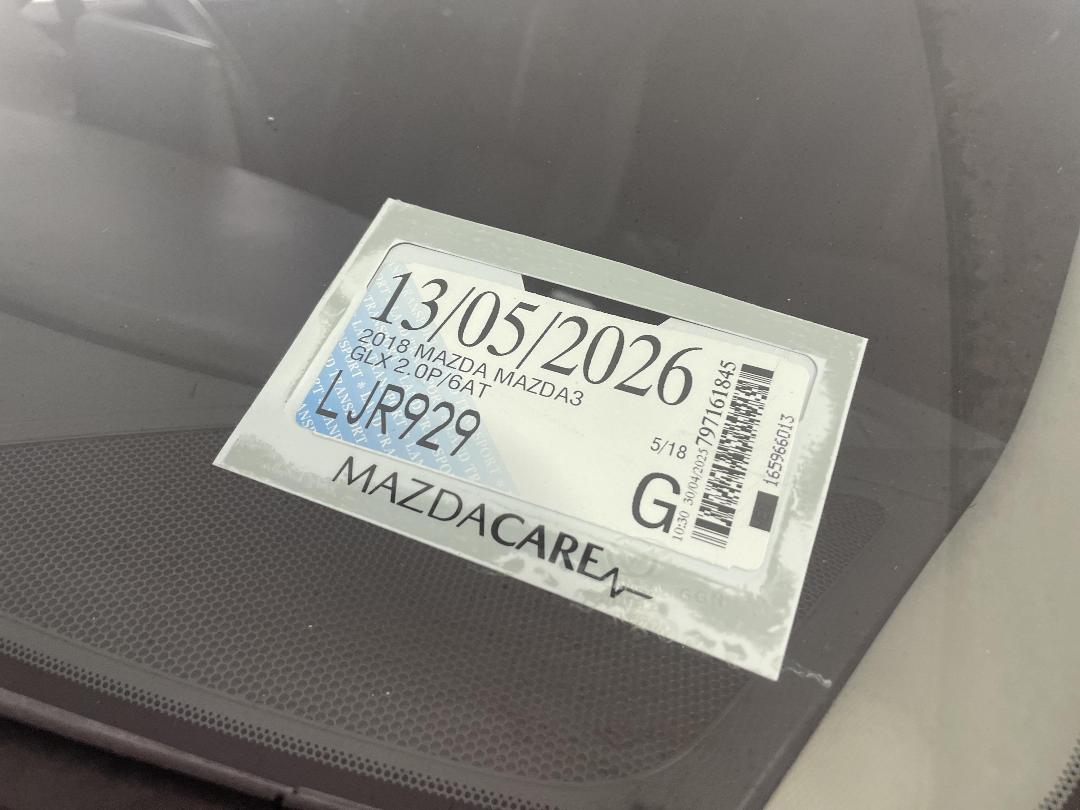 13/05/2026
2018 MAZDA MAZDA3
GLX 2.0P/6AT
LJR929
5/18
G
10:30 30/04/2025 797161845
165966013
MAZDACARE